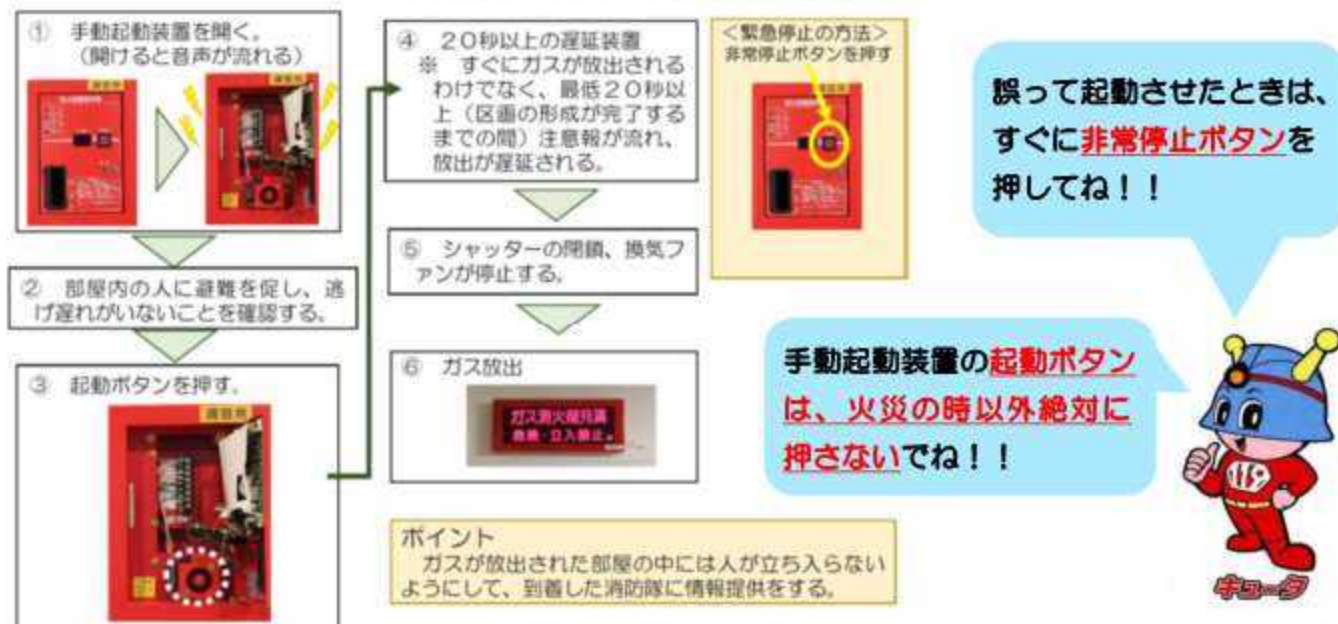 ① 手動起動装置を開く。
（開けると音声が流れる）
② 部屋内の人に避難を促し、逃
げ遅れがいないことを確認する。
③ 起動ボタンを押す。
④ 20秒以上の遅延装置
※ すぐにガスが放出される
わけでなく、最低20秒以
上（区画の形成が完了する
までの間）注意報が流れ、
放出が遅延される。
⑤ シャッターの閉鎖、換気フ
ァンが停止する。
⑥ ガス放出
ガス消火剤充満
危険・立入禁止。
ポイント
ガスが放出された部屋の中には人が立ち入らない
ようにして、到着した消防隊に情報提供をする。
＜緊急停止の方法＞
非常停止ボタンを押す
誤って起動させたときは、
すぐに非常停止ボタンを
押してね！！
手動起動装置の起動ボタン
は、火災の時以外絶対に
押さないでね！！
119
キュータ